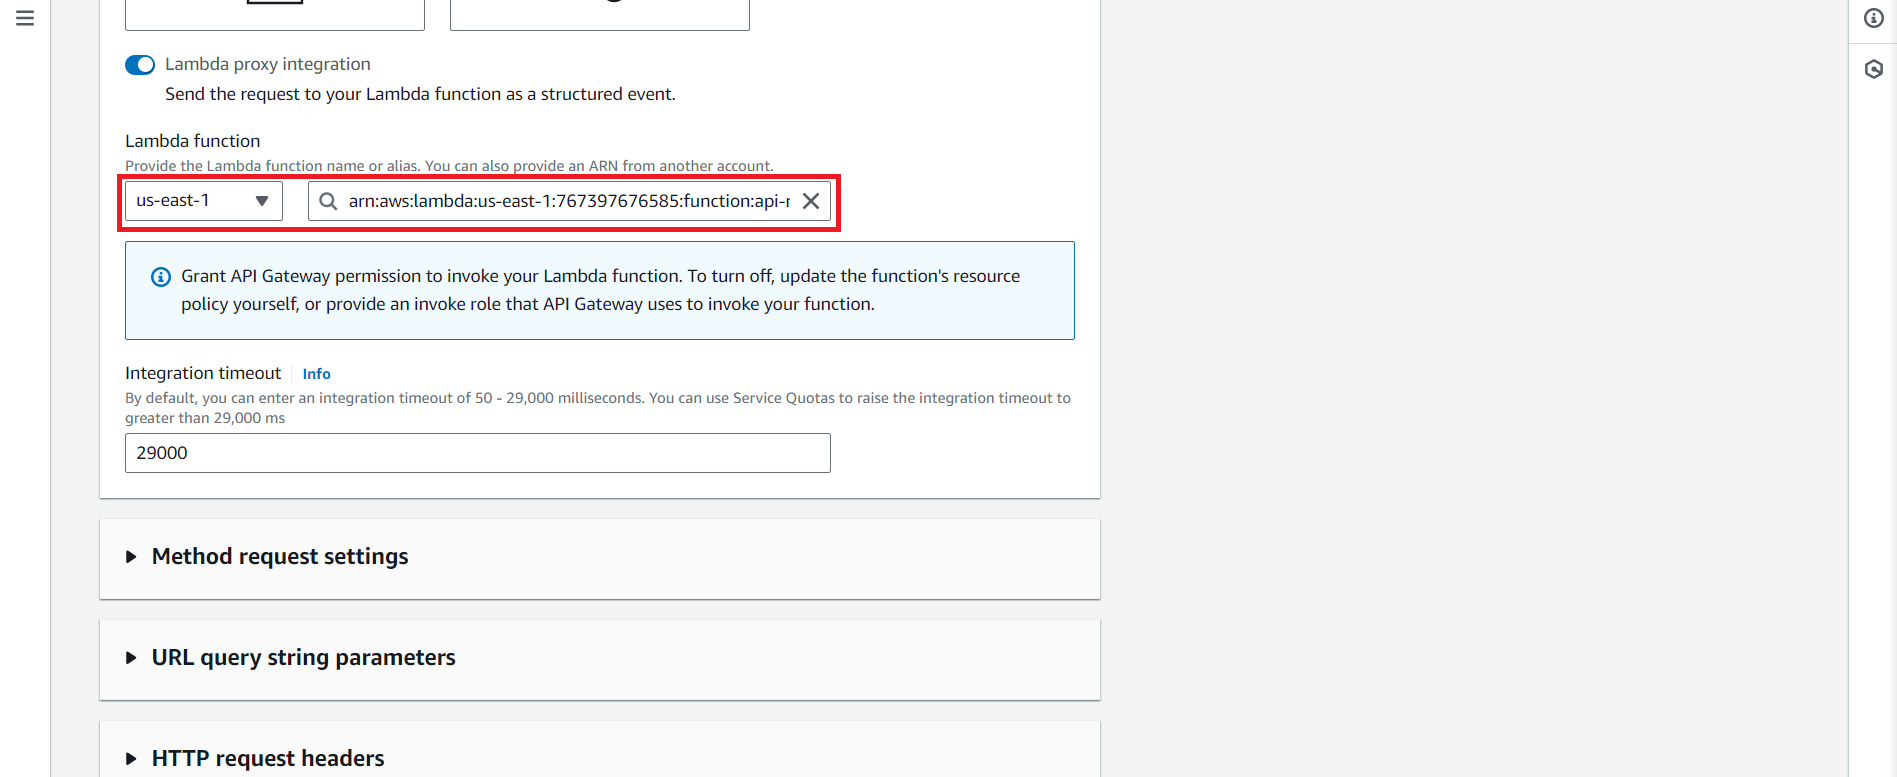 Lambda proxy integration
Send the request to your Lambda function as a structured event.
Lambda function
Provide the Lambda function name or alias. You can also provide an ARN from another account.
us-east-1
arn:aws:lambda:us-east-1:767397676585:function:api-r
Grant API Gateway permission to invoke your Lambda function. To turn off, update the function's resource
policy yourself, or provide an invoke role that API Gateway uses to invoke your function.
Integration timeout Info
By default, you can enter an integration timeout of 50 - 29,000 milliseconds. You can use Service Quotas to raise the integration timeout to
greater than 29,000 ms
29000
Method request settings
URL query string parameters
HTTP request headers